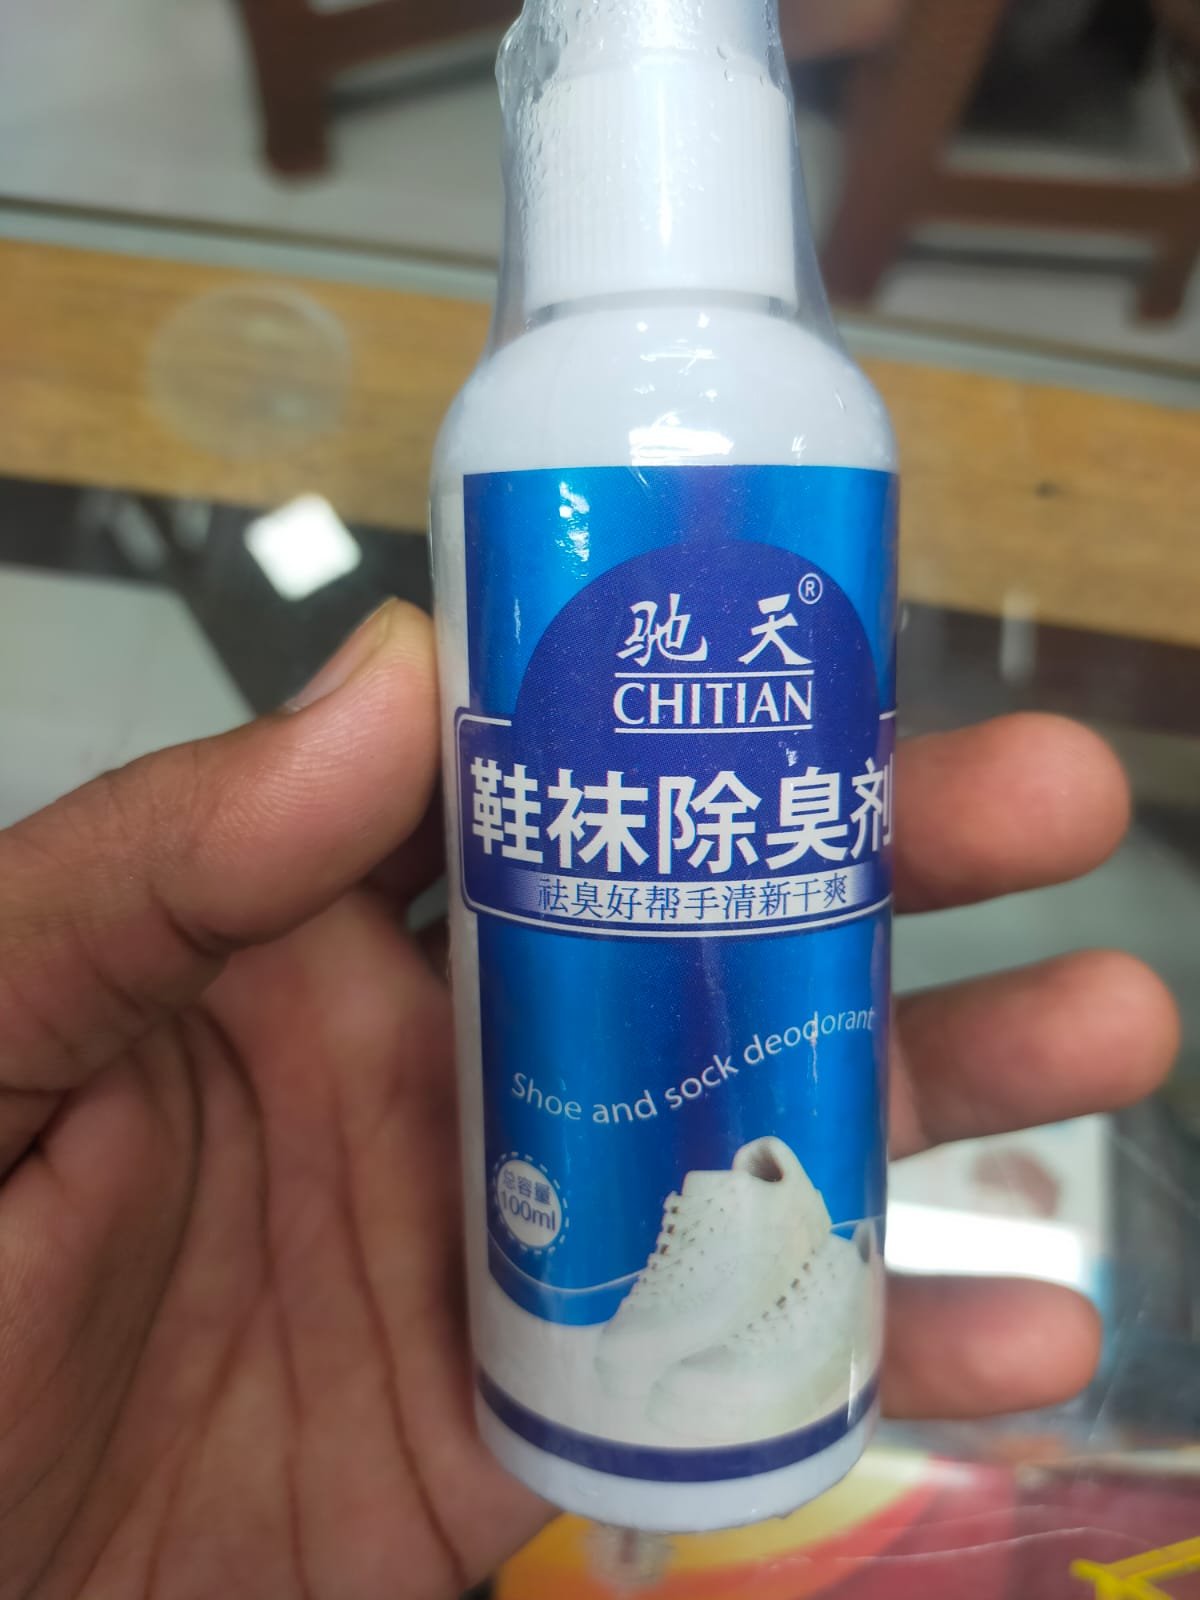 驰天®
CHITIAN
鞋袜除臭剂
祛臭好帮手清新干爽
Shoe and sock deodorant
总容量
100ml